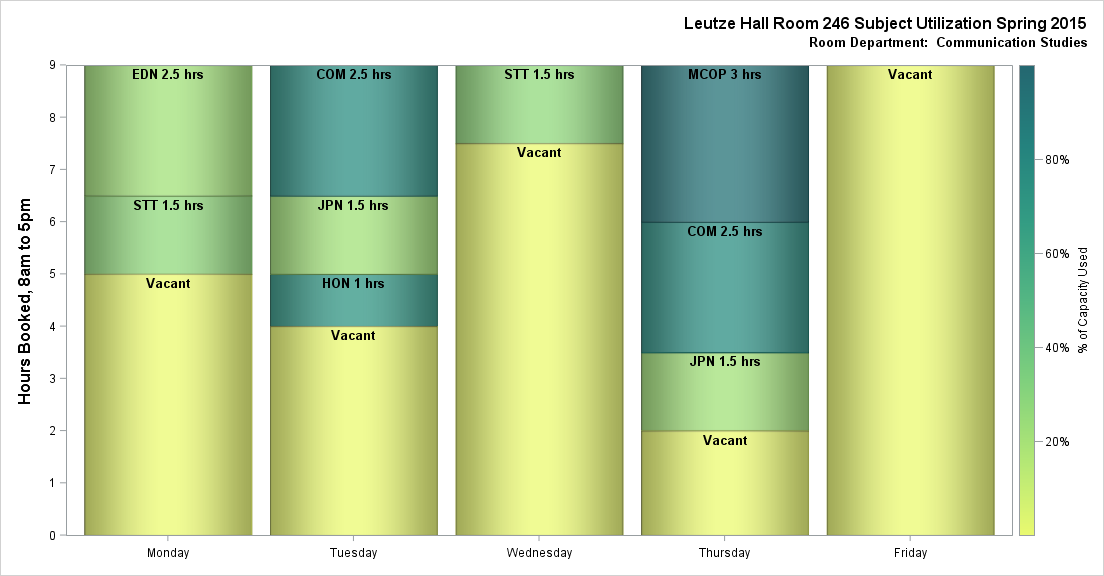 Leutze Hall Room 246 Subject Utilization Spring 2015
Room Department: Communication Studies
Hours Booked, 8am to 5pm
9
8
7
6
5
4
3
2
1
0
EDN 2.5 hrs
STT 1.5 hrs
Vacant
COM 2.5 hrs
JPN 1.5 hrs
HON 1 hrs
Vacant
STT 1.5 hrs
Vacant
MCOP 3 hrs
COM 2.5 hrs
JPN 1.5 hrs
Vacant
Vacant
Monday
Tuesday
Wednesday
Thursday
Friday
80%
60%
40%
20%
% of Capacity Used